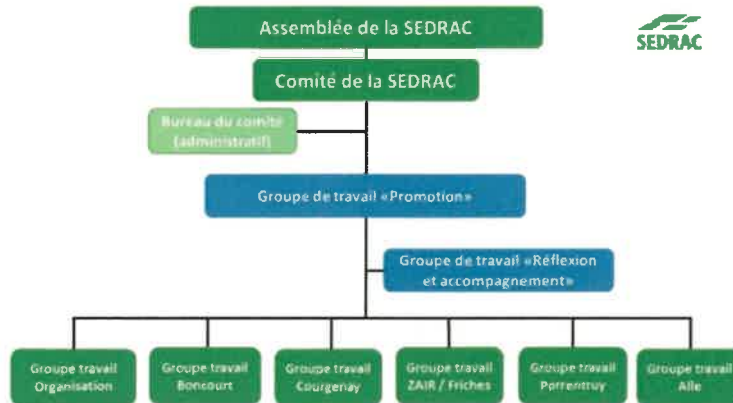 Assemblée de la SEDRAC
SEDRAC
Comité de la SEDRAC
Bureau du comité
(administratif)
Groupe de travail «Promotion»
Groupe de travail «Réflexion
et accompagnement»
Groupe travail
Organisation
Groupe travail
Boncourt
Groupe travail
Courgenay
Groupe travail
ZAIR / Friches
Groupe travail
Porrentruy
Groupe travail
Alle